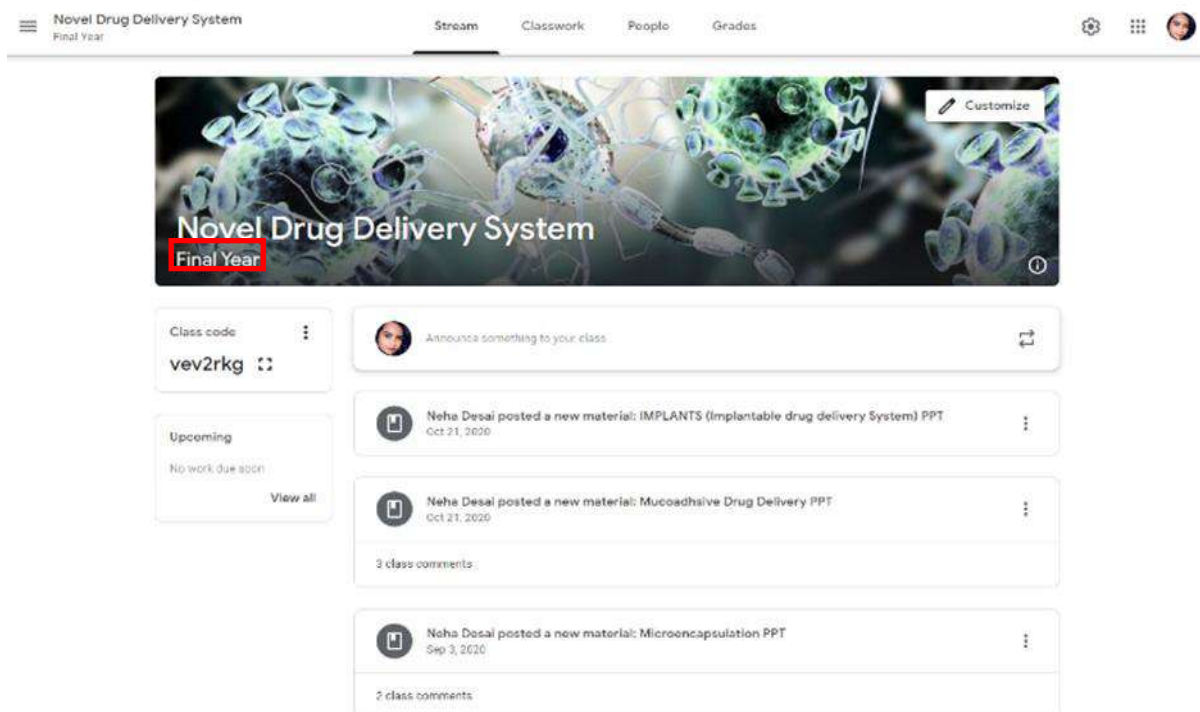 Novel Drug Delivery System
Final Year
Stream Classwork People Grades
Customize
Novel Drug Delivery System
Final Year
Class code
vev2rkg
Announce something to your class
Neha Desai posted a new material: IMPLANTS (Implantable drug delivery System) PPT
Oct 21, 2020
Upcoming
No work due soon
View all
Neha Desai posted a new material: Mucoadhsive Drug Delivery PPT
Oct 21, 2020
3 class comments
Neha Desai posted a new material: Microencapsulation PPT
Sep 3, 2020
2 class comments